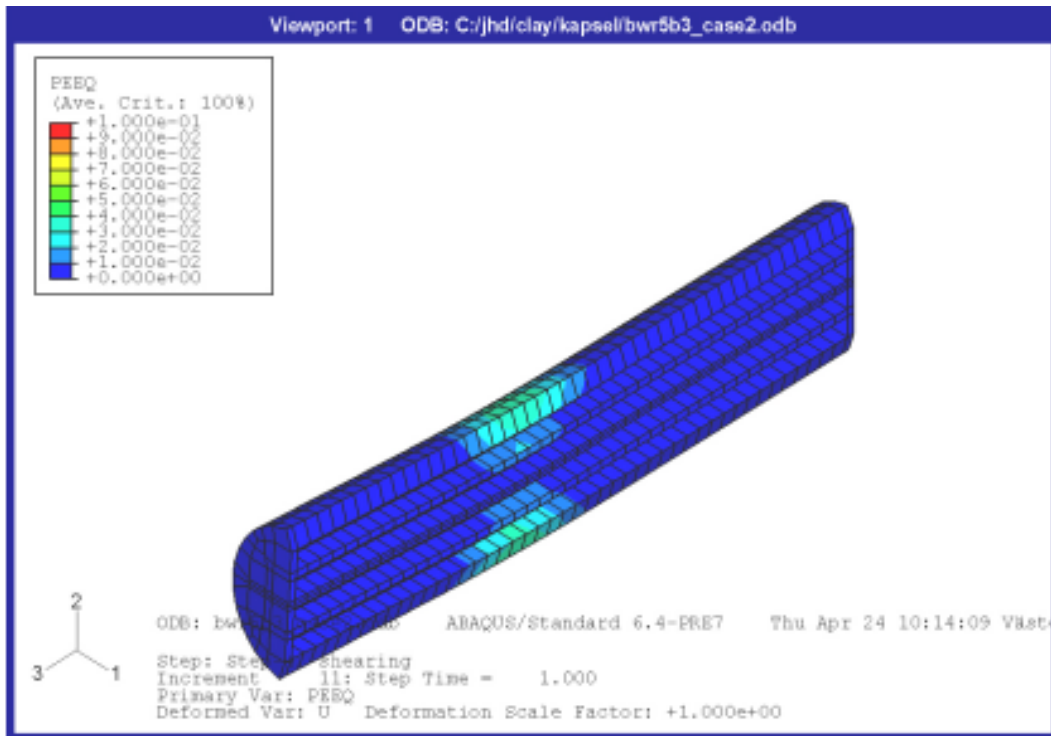 Viewport: 1 ODB: C:/jhd/clay/kapsel/bwr5b3_case2.odb
PEEQ
(Ave. Crit.: 100%)
+1.000e-01
+9.000e-02
+8.000e-02
+7.000e-02
+6.000e-02
+5.000e-02
+4.000e-02
+3.000e-02
+2.000e-02
+1.000e-02
+0.000e+00
2
3
1
ODB: ABAQUS/Standard 6.4-PRE7 Thu Apr 24 10:14:09
Step: shearing
Increment 11: Step Time = 1.000
Primary Var: PEEQ
Deformed Var: U Deformation Scale Factor: +1.000e+00